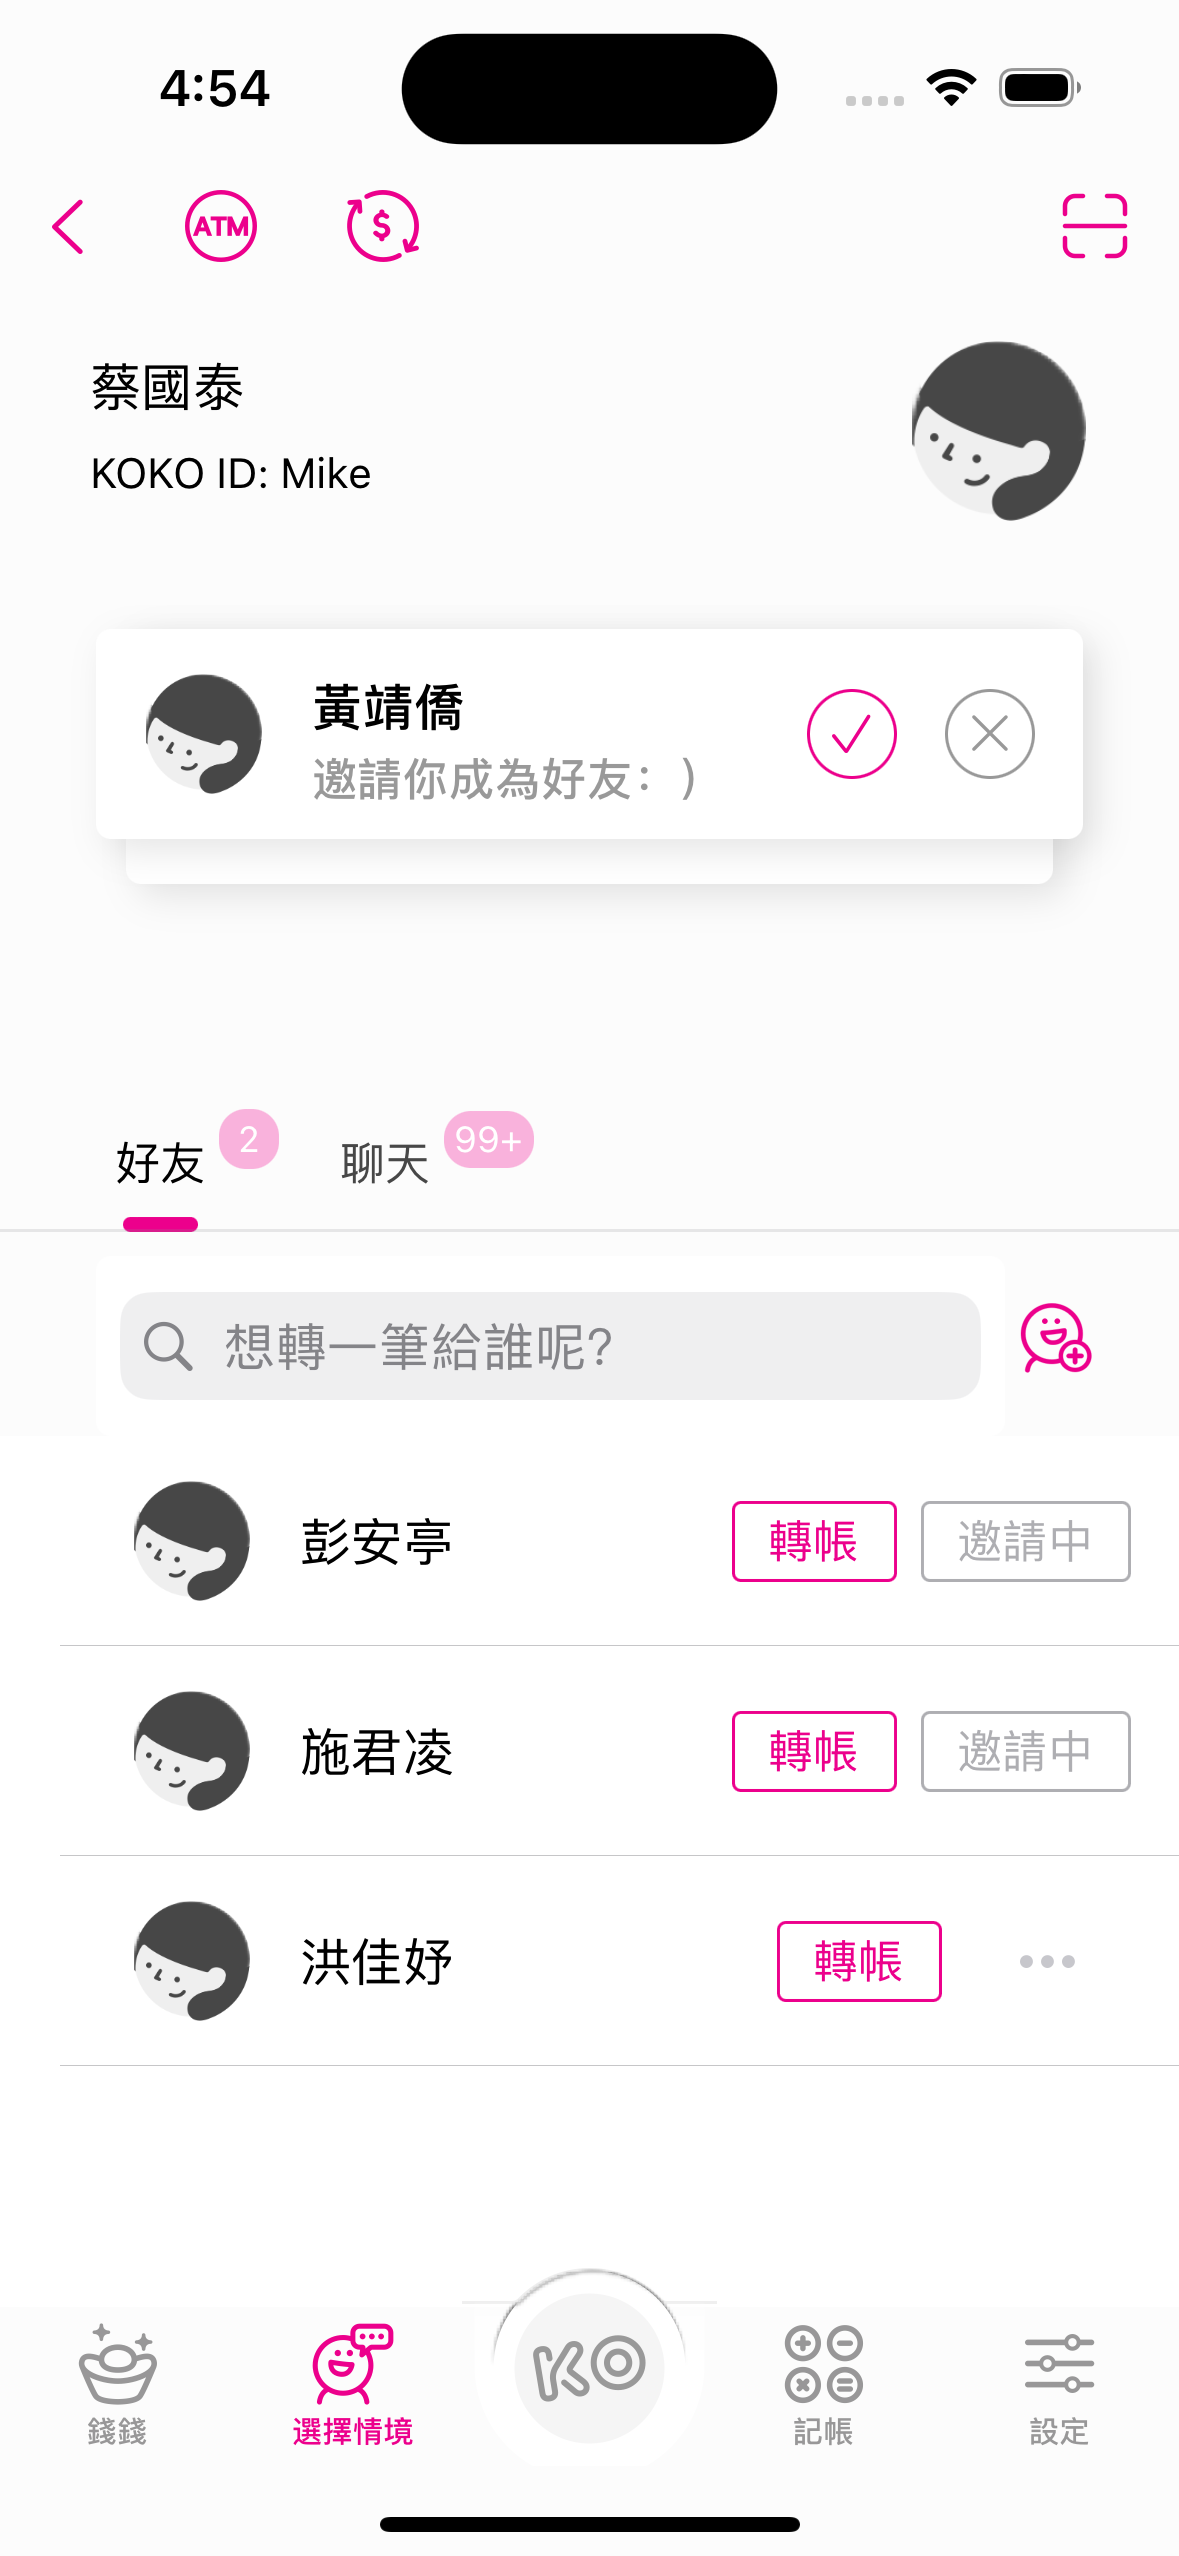 4:54
ATM
$
蔡國泰
KOKO ID: Mike
黃靖僑
邀請你成為好友：)
好友 2 聊天 99+
想轉一筆給誰呢?
彭安亭 轉帳 邀請中
施君凌 轉帳 邀請中
洪佳妤 轉帳
KO
錢錢 選擇情境 記帳 設定